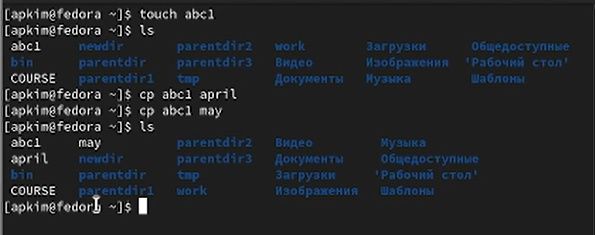 [apkim@fedora ~]$ touch abc1
[apkim@fedora ~]$ ls
abc1 newdir parentdir2 work Загрузки Общедоступные
bin parentdir parentdir3 Видео Изображения 'Рабочий стол'
COURSE parentdir1 tmp Документы Музыка Шаблоны
[apkim@fedora ~]$ cp abc1 april
[apkim@fedora ~]$ cp abc1 may
[apkim@fedora ~]$ ls
abc1 may parentdir2 Видео Музыка
april newdir parentdir3 Документы Общедоступные
bin parentdir tmp Загрузки 'Рабочий стол'
COURSE parentdir1 work Изображения Шаблоны
[apkim@fedora ~]$